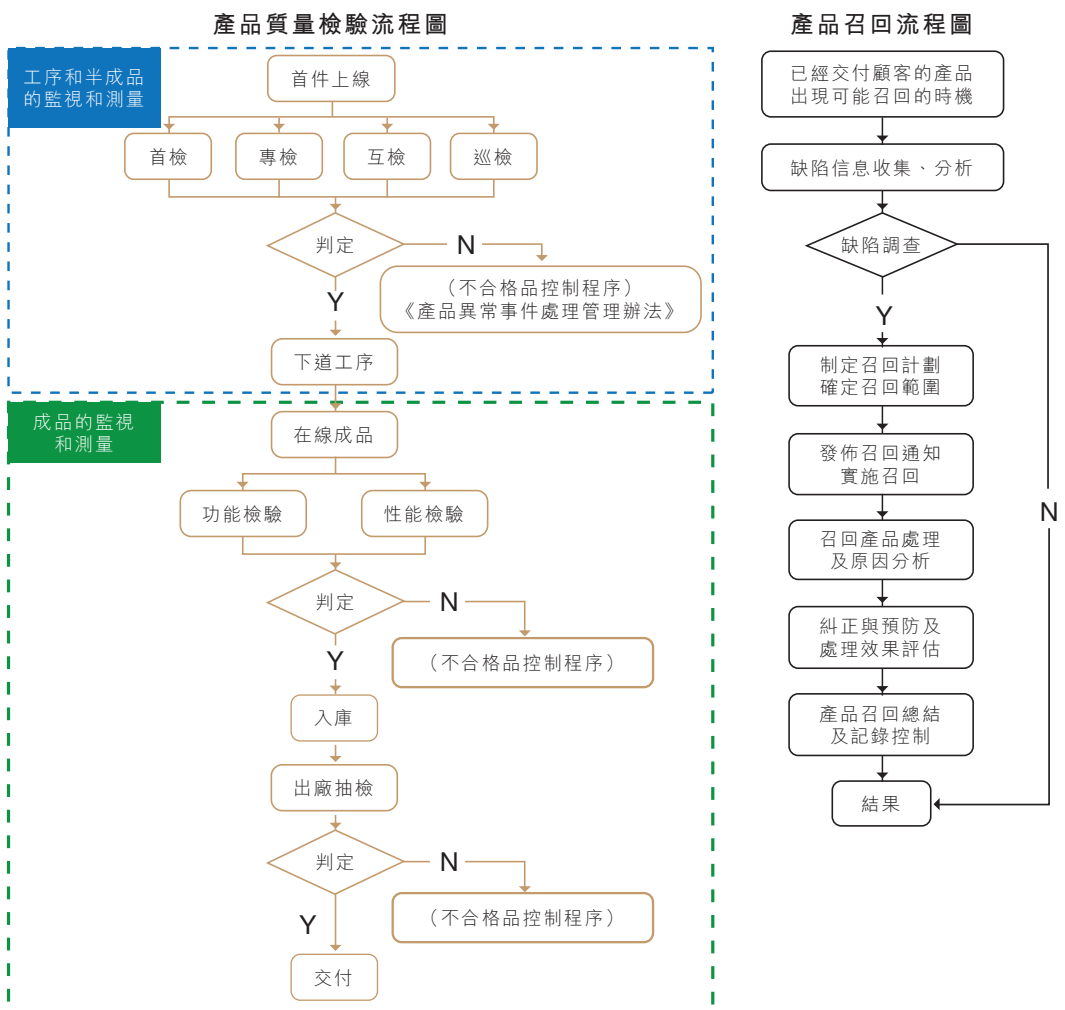 產品質量檢驗流程圖
工序和半成品
的監視和測量
首件上線
首檢
專檢
互檢
巡檢
判定
N
（不合格品控制程序）
《產品異常事件處理管理辦法》
Y
下道工序
成品的監視
和測量
在線成品
功能檢驗
性能檢驗
判定
N
（不合格品控制程序）
Y
入庫
出廠抽檢
判定
N
（不合格品控制程序）
Y
交付
產品召回流程圖
已經交付顧客的產品
出現可能召回的時機
缺陷信息收集、分析
缺陷調查
Y
N
制定召回計劃
確定召回範圍
發佈召回通知
實施召回
召回產品處理
及原因分析
糾正與預防及
處理效果評估
產品召回總結
及記錄控制
結果